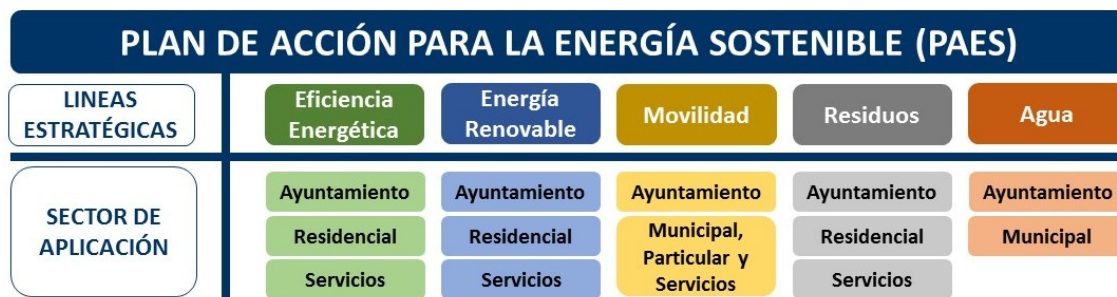 PLAN DE ACCIÓN PARA LA ENERGÍA SOSTENIBLE (PAES)
LINEAS
ESTRATÉGICAS
Eficiencia
Energética
Energía
Renovable
Movilidad
Residuos
Agua
SECTOR DE
APLICACIÓN
Ayuntamiento
Residencial
Servicios
Ayuntamiento
Residencial
Servicios
Ayuntamiento
Municipal,
Particular y
Servicios
Ayuntamiento
Residencial
Servicios
Ayuntamiento
Municipal